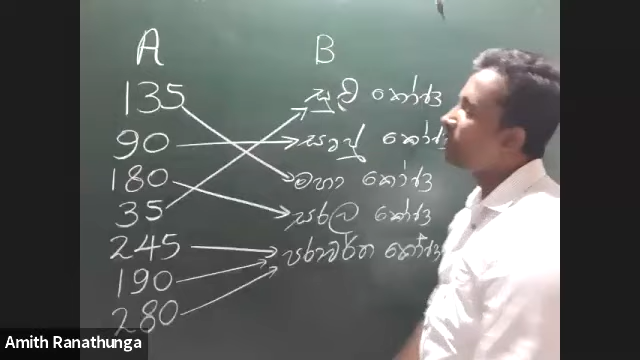 A B
135 සුළු කෝණ
90 සෘජු කෝණ
180 මහා කෝණ
35 සරල කෝණ
245 පරාවර්ත කෝණ
190
280
Amith Ranathunga